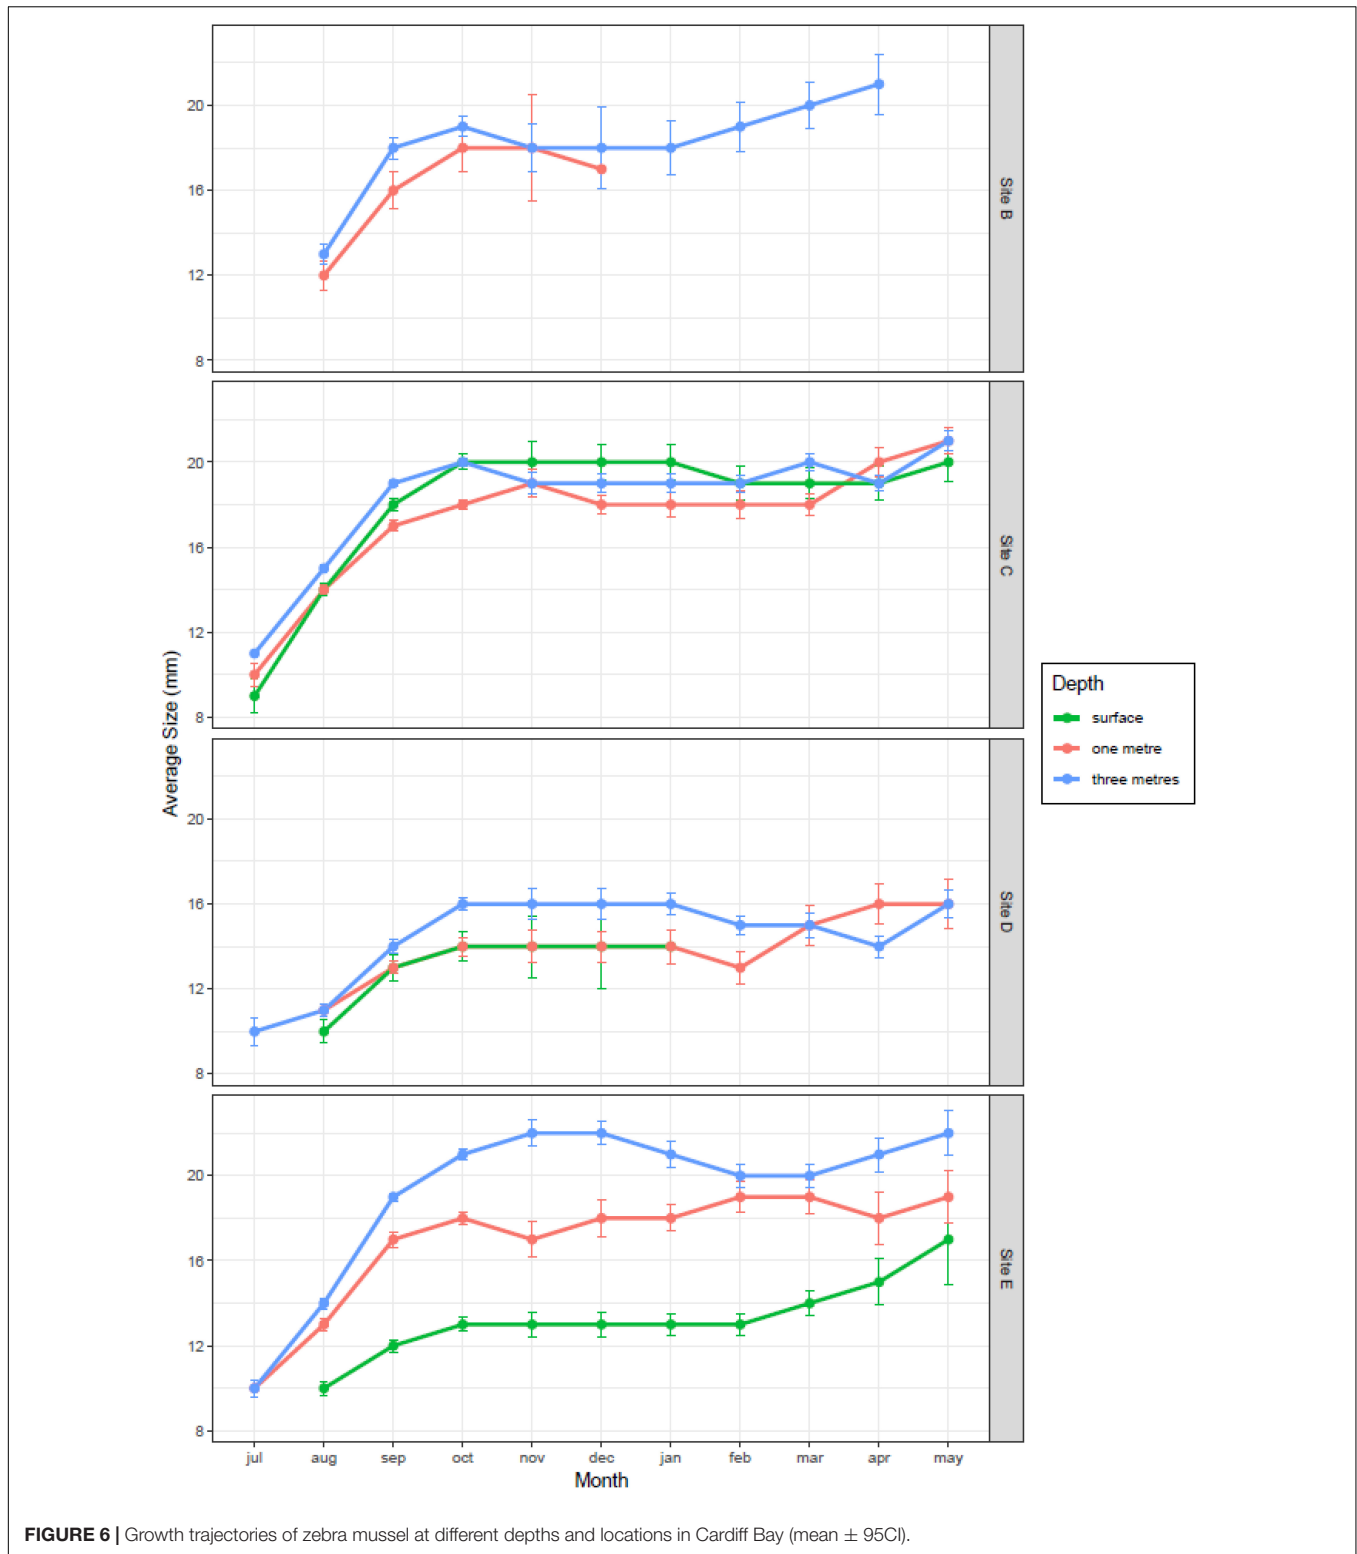 20
16
12
8
Site B
20
16
12
8
Site C
Average Size (mm)
Depth
surface
one metre
three metres
20
16
12
8
Site D
20
16
12
8
Site E
jul aug sep oct nov dec jan feb mar apr may
Month
FIGURE 6 | Growth trajectories of zebra mussel at different depths and locations in Cardiff Bay (mean ± 95CI).